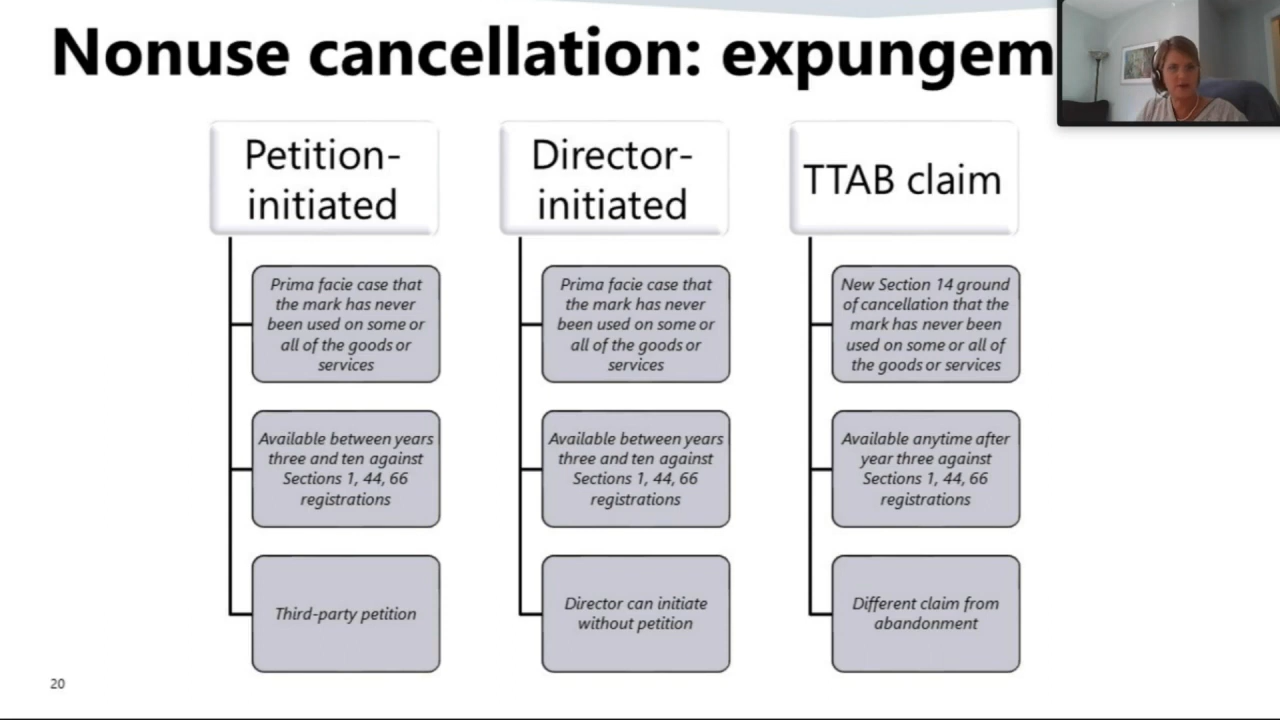 Nonuse cancellation: expungem
Petition-
initiated
Prima facie case that
the mark has never
been used on some or
all of the goods or
services
Available between years
three and ten against
Sections 1, 44, 66
registrations
Third-party petition
Director-
initiated
Prima facie case that
the mark has never
been used on some or
all of the goods or
services
Available between years
three and ten against
Sections 1, 44, 66
registrations
Director can initiate
without petition
TTAB claim
New Section 14 ground
of cancellation that the
mark has never been
used on some or all of
the goods or services
Available anytime after
year three against
Sections 1, 44, 66
registrations
Different claim from
abandonment
20